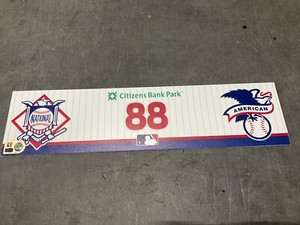 Citizens Bank Park
88
NATIONAL
AMERICAN